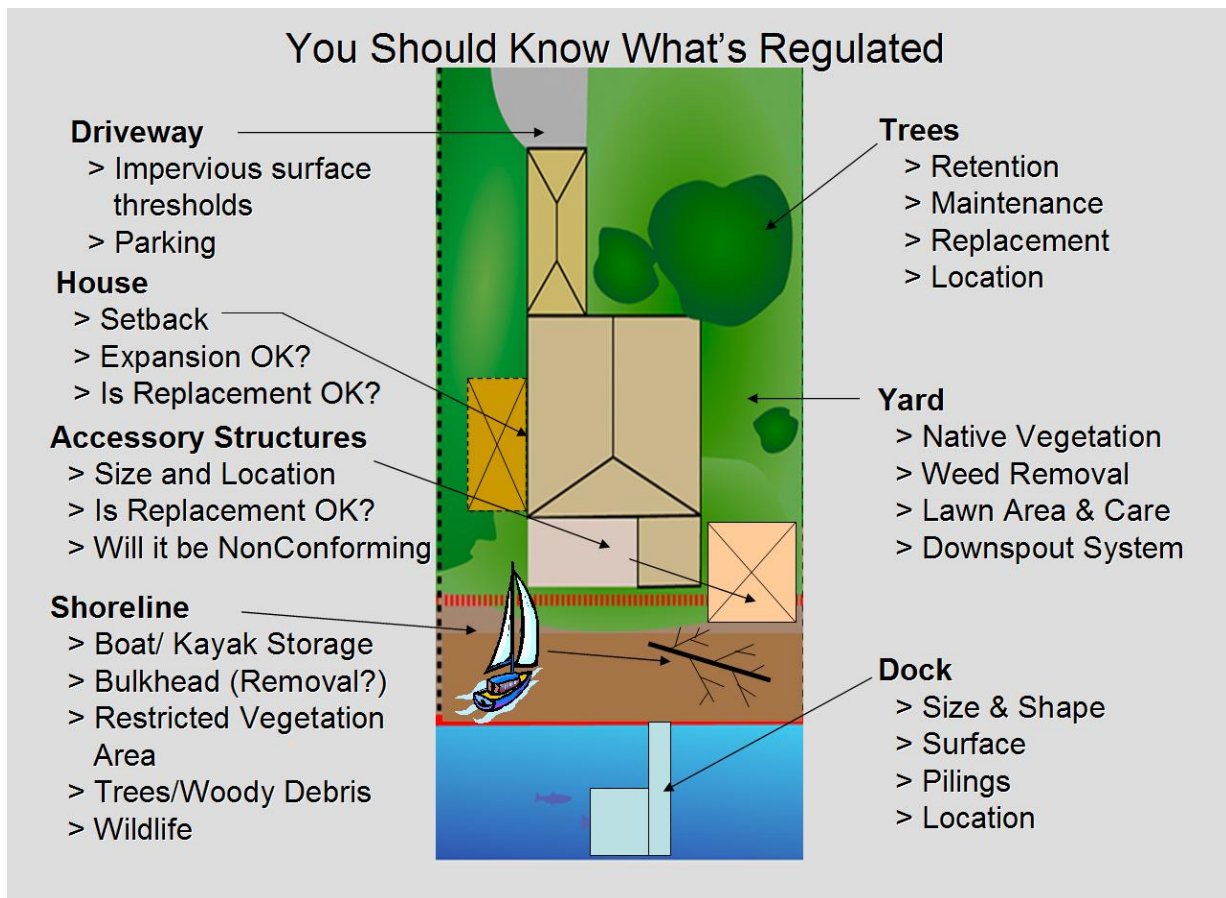 You Should Know What's Regulated
Driveway
> Impervious surface
thresholds
> Parking
House
> Setback
> Expansion OK?
> Is Replacement OK?
Accessory Structures
> Size and Location
> Is Replacement OK?
> Will it be NonConforming
Shoreline
> Boat/ Kayak Storage
> Bulkhead (Removal?)
> Restricted Vegetation
Area
> Trees/Woody Debris
> Wildlife
Trees
> Retention
> Maintenance
> Replacement
> Location
Yard
> Native Vegetation
> Weed Removal
> Lawn Area & Care
> Downspout System
Dock
> Size & Shape
> Surface
> Pilings
> Location